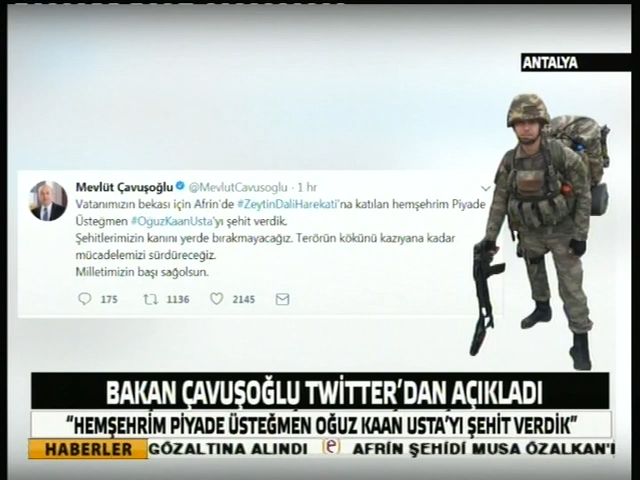 ANTALYA
Mevlüt Çavuşoğlu @MevlutCavusoglu · 1 hr
Vatanımızın bekası için Afrin'de #ZeytinDaliHarekati'na katılan hemşehrim Piyade
Üsteğmen #OguzKaanUsta'yı şehit verdik.
Şehitlerimizin kanını yerde bırakmayacağız. Terörün kökünü kazıyana kadar
mücadelemizi sürdüreceğiz.
Milletimizin başı sağolsun.
175 1136 2145
BAKAN ÇAVUŞOĞLU TWİTTER'DAN AÇIKLADI
"HEMŞEHRİM PİYADE ÜSTEĞMEN OĞUZ KAAN USTA'YI ŞEHİT VERDİK"
HABERLER GÖZALTINA ALINDI e AFRİN ŞEHİDİ MUSA ÖZALKAN'I